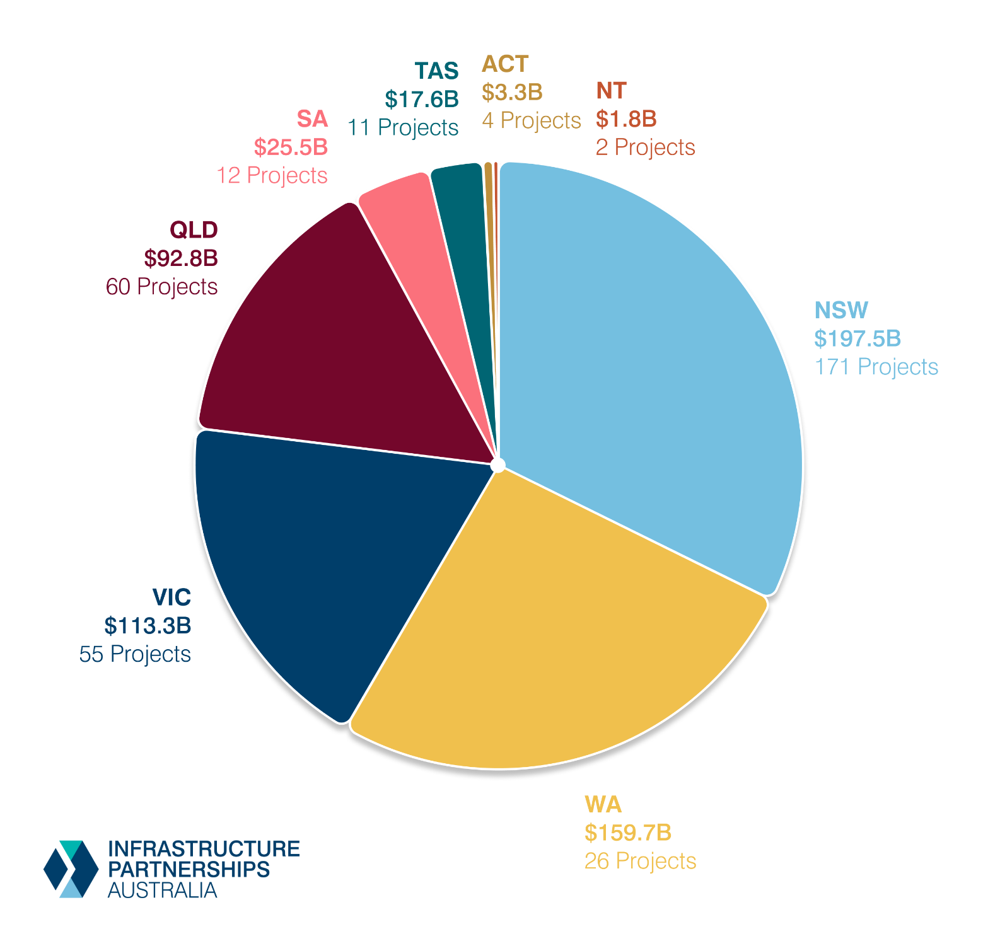 TAS
$17.6B
11 Projects
ACT
$3.3B
4 Projects
NT
$1.8B
2 Projects
SA
$25.5B
12 Projects
QLD
$92.8B
60 Projects
NSW
$197.5B
171 Projects
VIC
$113.3B
55 Projects
WA
$159.7B
26 Projects
INFRASTRUCTURE
PARTNERSHIPS
AUSTRALIA